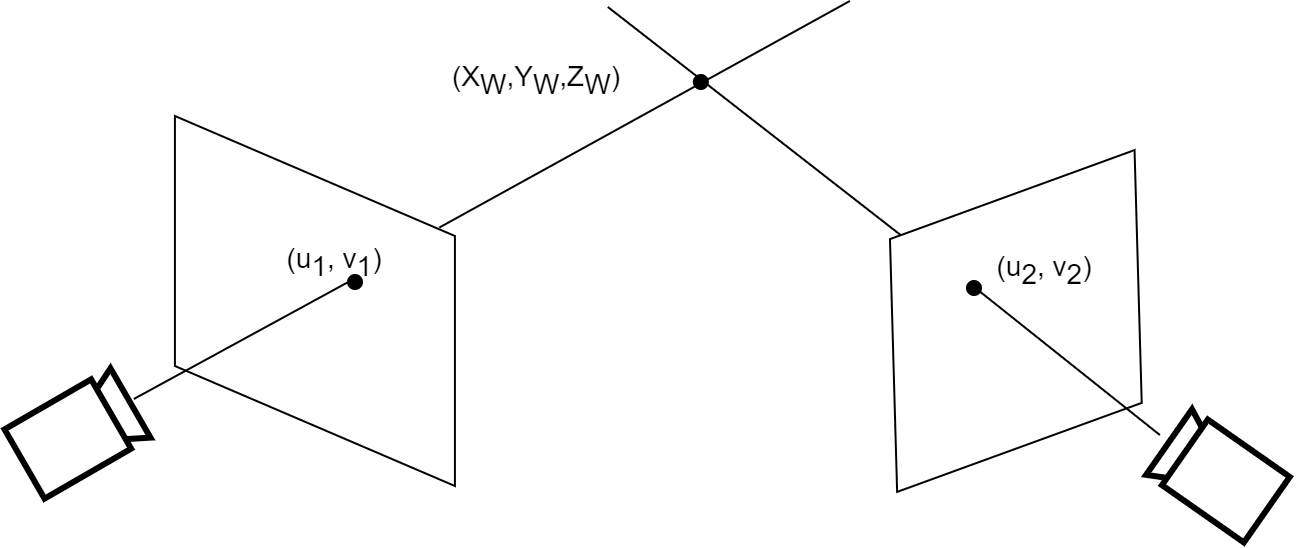 (XW,YW,ZW)
(u1, v1)
(u2, v2)